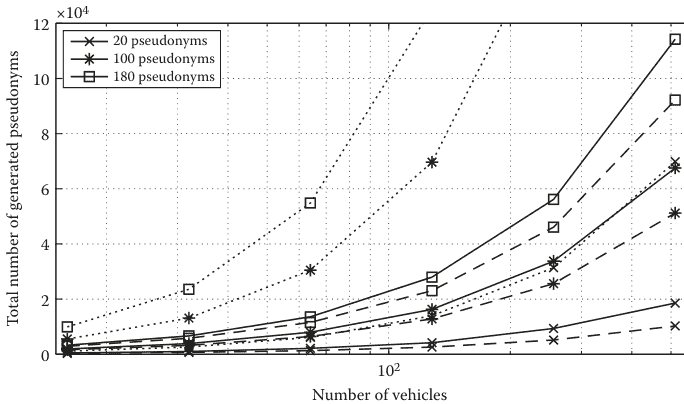 12 ×10⁴
20 pseudonyms
100 pseudonyms
180 pseudonyms
10
8
6
4
2
0
Total number of generated pseudonyms
10²
Number of vehicles